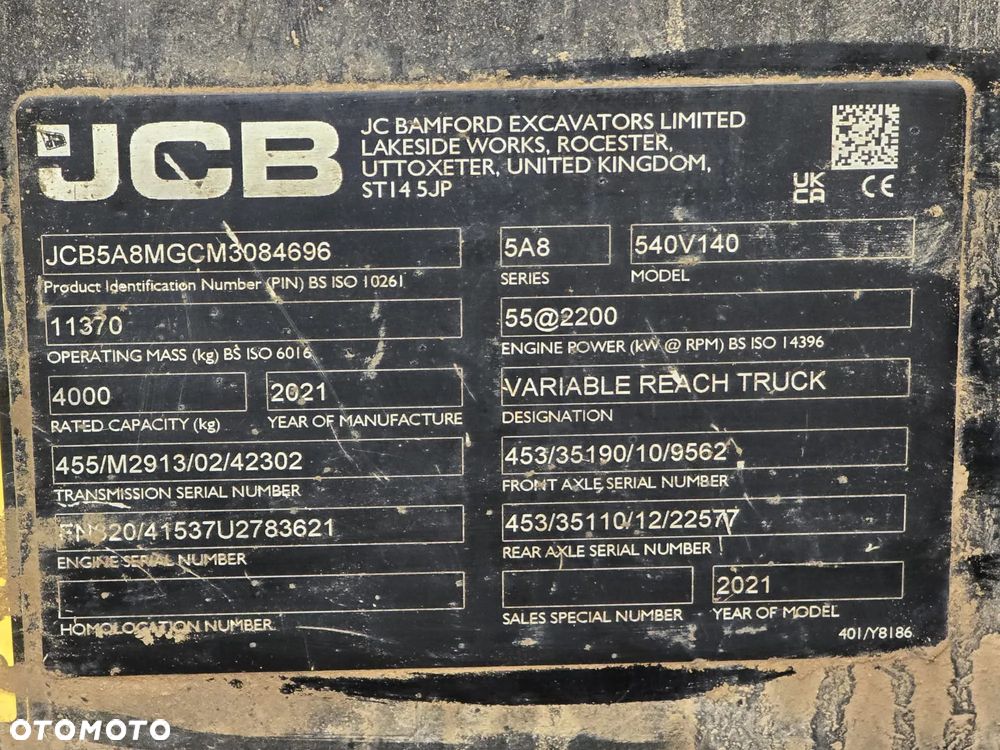 JCB
JC BAMFORD EXCAVATORS LIMITED
LAKESIDE WORKS, ROCESTER,
UTTOXETER, UNITED KINGDOM,
ST14 5JP
UK
CA
CE
JCB5A8MGCM3084696
Product Identification Number (PIN) BS ISO 10261
5A8
SERIES
540V140
MODEL
11370
OPERATING MASS (kg) BS ISO 6016
55@2200
ENGINE POWER (kW @ RPM) BS ISO 14396
4000
RATED CAPACITY (kg)
2021
YEAR OF MANUFACTURE
VARIABLE REACH TRUCK
DESIGNATION
455/M2913/02/42302
TRANSMISSION SERIAL NUMBER
453/35190/10/9562
FRONT AXLE SERIAL NUMBER
ENGINE SERIAL NUMBER
453/35110/12/22577
REAR AXLE SERIAL NUMBER
HOMOLOGATION NUMBER
SALES SPECIAL NUMBER
2021
YEAR OF MODEL
401/Y8186
OTOMOTO